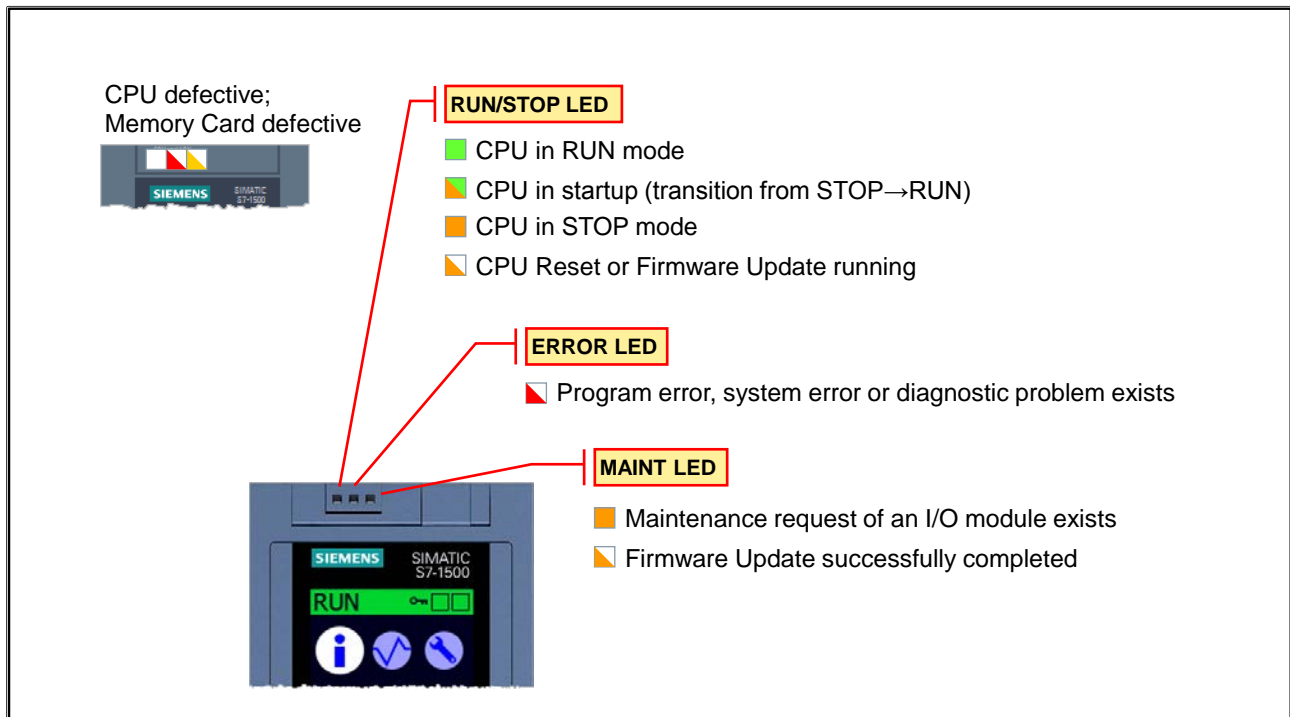 CPU defective;
Memory Card defective
SIEMENS
SIMATIC
S7-1500
RUN/STOP LED
CPU in RUN mode
CPU in startup (transition from STOP→RUN)
CPU in STOP mode
CPU Reset or Firmware Update running
ERROR LED
Program error, system error or diagnostic problem exists
MAINT LED
Maintenance request of an I/O module exists
Firmware Update successfully completed
SIEMENS
SIMATIC
S7-1500
RUN